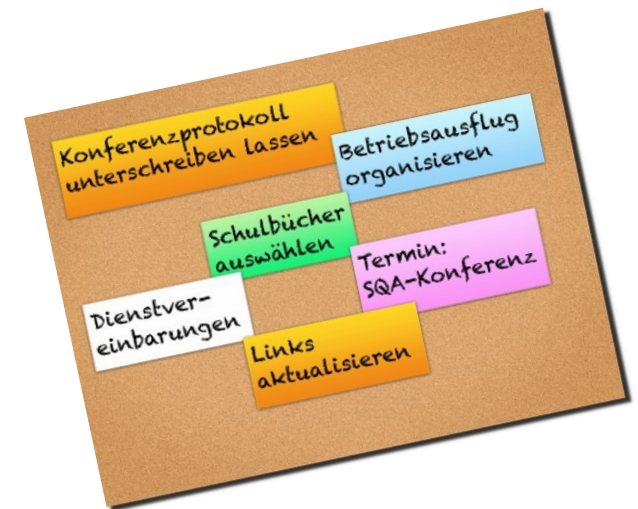 Konferenzprotokoll
unterschreiben lassen
Betriebsausflug
organisieren
Schulbücher
auswählen
Termin:
SQA-Konferenz
Dienstver-
einbarungen
Links
aktualisieren